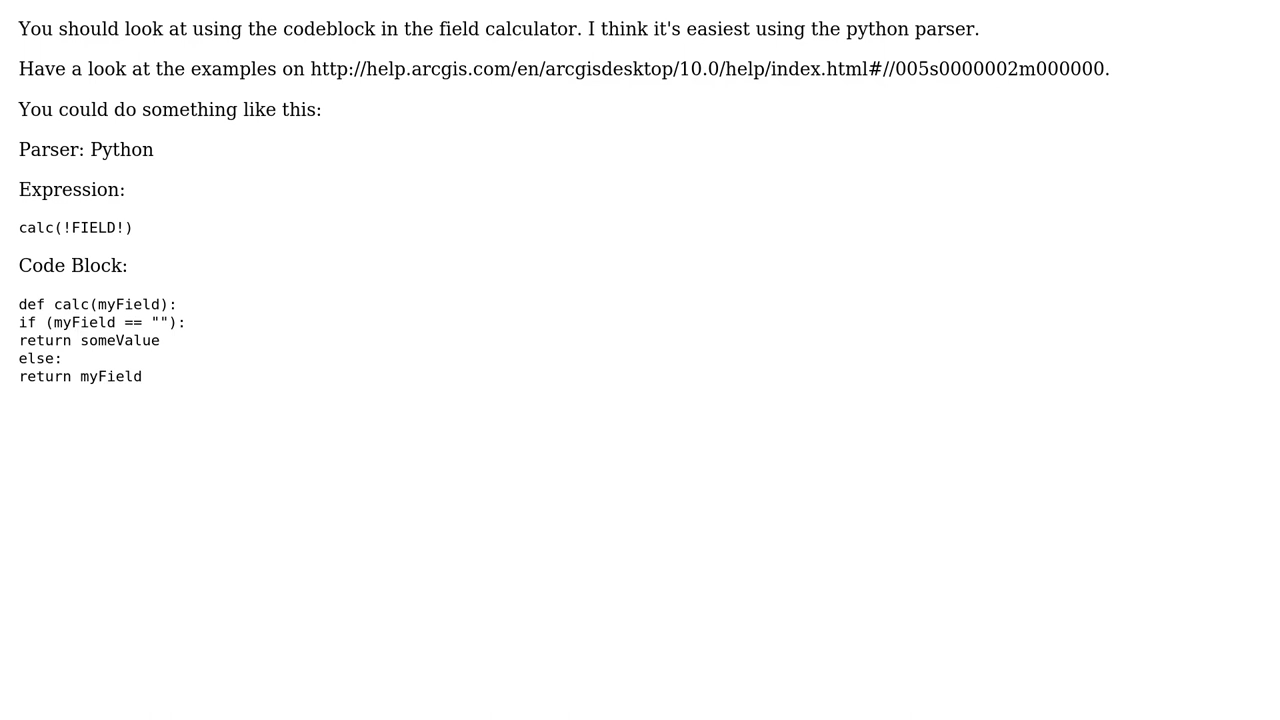 You should look at using the codeblock in the field calculator. I think it's easiest using the python parser.
Have a look at the examples on http://help.arcgis.com/en/arcgisdesktop/10.0/help/index.html#//005s0000002m000000.
You could do something like this:
Parser: Python
Expression:
calc(!FIELD!)
Code Block:
def calc(myField):
if (myField == ""):
return someValue
else:
return myField